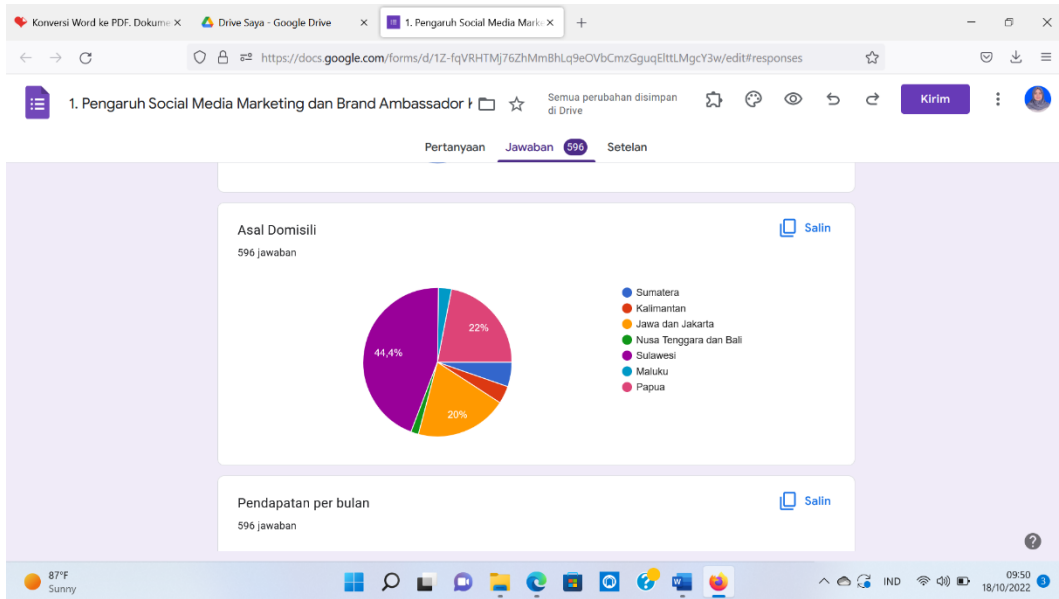 Konversi Word ke PDF. Dokume
Drive Saya - Google Drive
1. Pengaruh Social Media Mark
https://docs.google.com/forms/d/1Z-fqVRHTMj76ZhMmBhLq9eOVbCmzGguqElttLMgcY3w/edit#responses
1. Pengaruh Social Media Marketing dan Brand Ambassador
Semua perubahan disimpan
di Drive
Kirim
Pertanyaan
Jawaban 596
Setelan
Asal Domisili
Salin
596 jawaban
22%
44,4%
20%
Sumatera
Kalimantan
Jawa dan Jakarta
Nusa Tenggara dan Bali
Sulawesi
Maluku
Papua
Pendapatan per bulan
Salin
596 jawaban
87°F
Sunny
IND
09:50
18/10/2022
3